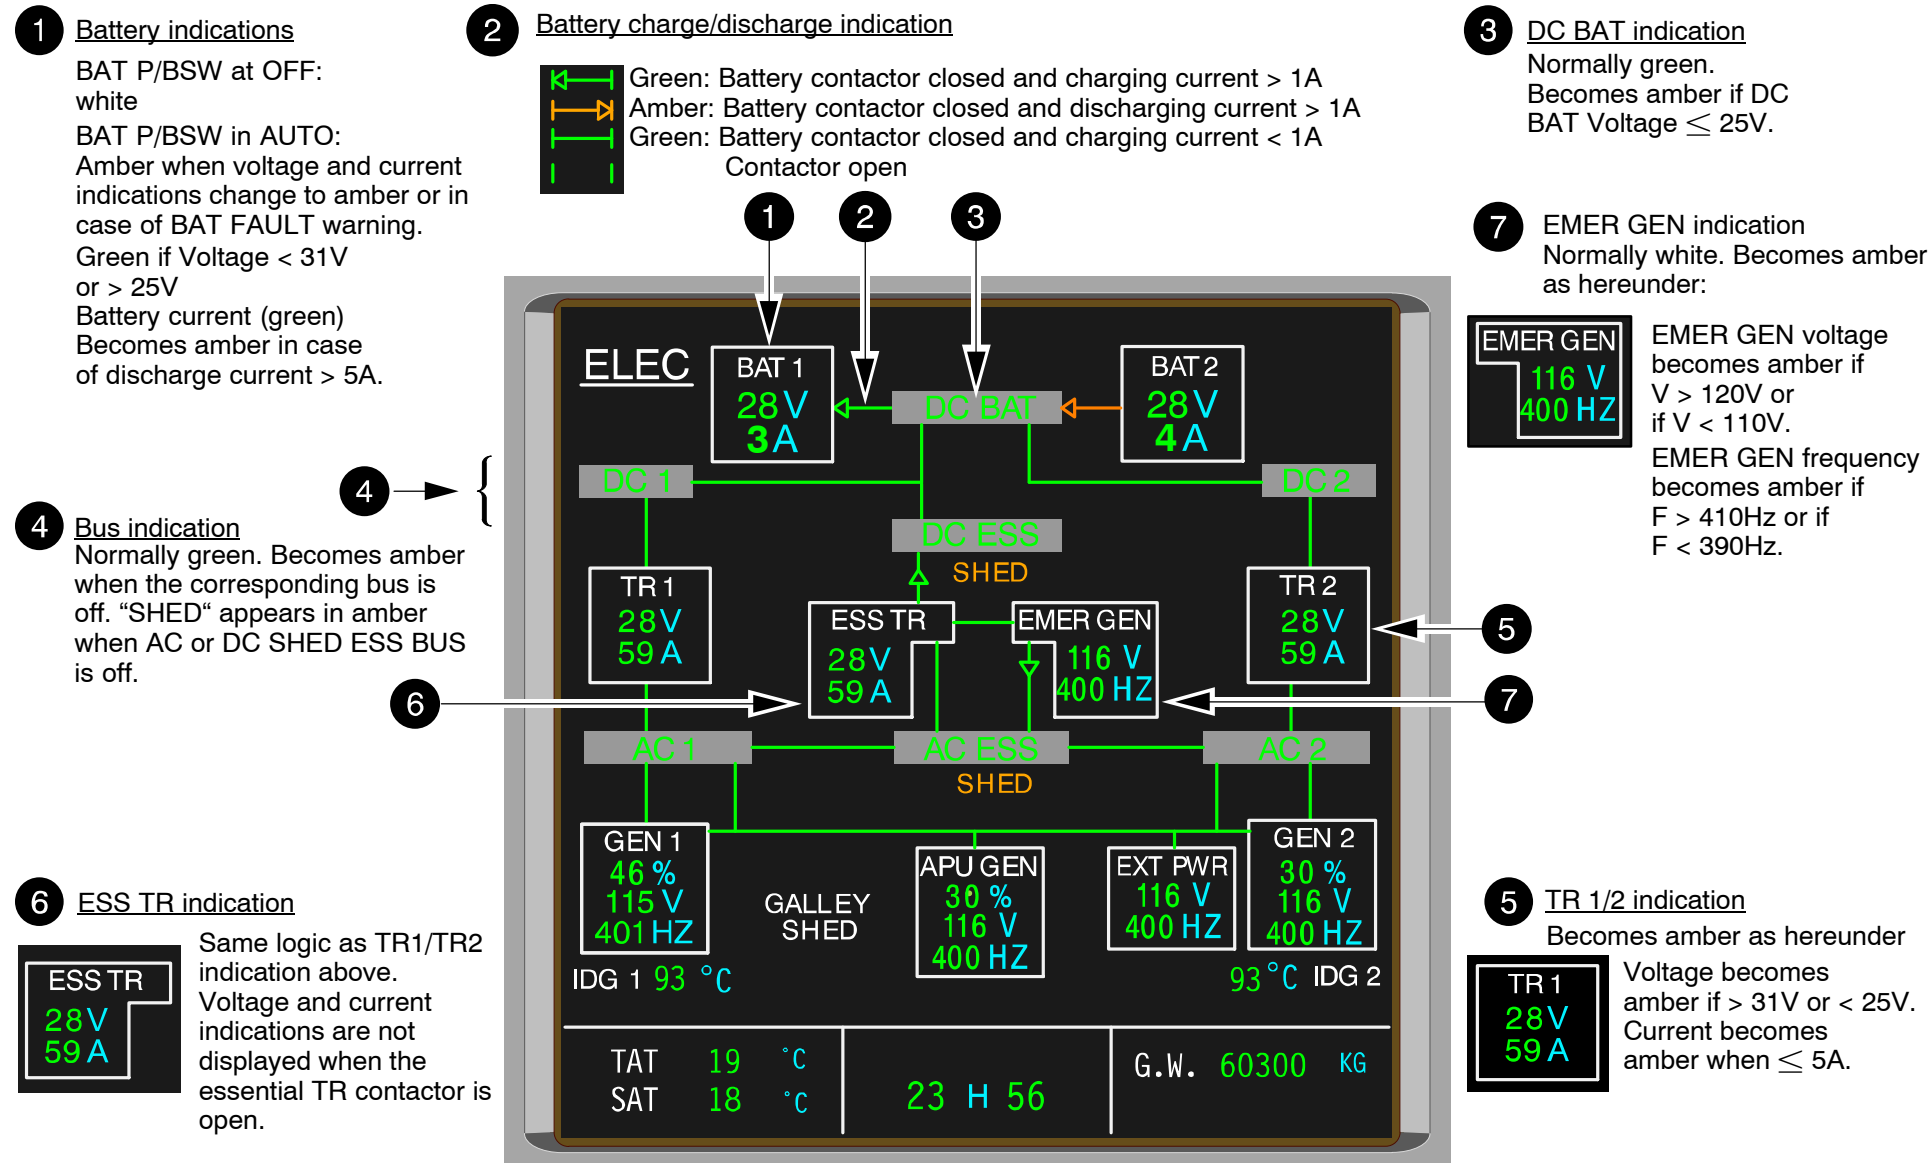 1 Battery indications
BAT P/BSW at OFF:
white
BAT P/BSW in AUTO:
Amber when voltage and current
indications change to amber or in
case of BAT FAULT warning.
Green if Voltage < 31V
or > 25V
Battery current (green)
Becomes amber in case
of discharge current > 5A.
2 Battery charge/discharge indication
Green: Battery contactor closed and charging current > 1A
Amber: Battery contactor closed and discharging current > 1A
Green: Battery contactor closed and charging current < 1A
Contactor open
3 DC BAT indication
Normally green.
Becomes amber if DC
BAT Voltage ≤ 25V.
7 EMER GEN indication
Normally white. Becomes amber
as hereunder:
EMER GEN
116 V
400 HZ
EMER GEN voltage
becomes amber if
V > 120V or
if V < 110V.
EMER GEN frequency
becomes amber if
F > 410Hz or if
F < 390Hz.
1 2 3
4
4 Bus indication
Normally green. Becomes amber
when the corresponding bus is
off. “SHED“ appears in amber
when AC or DC SHED ESS BUS
is off.
6
5
7
ELEC
BAT 1
28 V
3 A
DC BAT
BAT 2
28 V
4 A
DC 1
DC 2
DC ESS
SHED
TR 1
28 V
59 A
ESS TR
28 V
59 A
EMER GEN
116 V
400 HZ
TR 2
28 V
59 A
AC 1
AC ESS
AC 2
SHED
GEN 1
46 %
115 V
401 HZ
GALLEY
SHED
APU GEN
30 %
116 V
400 HZ
EXT PWR
116 V
400 HZ
GEN 2
30 %
116 V
400 HZ
IDG 1 93 °C
93 °C IDG 2
TAT 19 °C
SAT 18 °C
23 H 56
G.W. 60300 KG
6 ESS TR indication
ESS TR
28 V
59 A
Same logic as TR1/TR2
indication above.
Voltage and current
indications are not
displayed when the
essential TR contactor is
open.
5 TR 1/2 indication
Becomes amber as hereunder
TR 1
28 V
59 A
Voltage becomes
amber if > 31V or < 25V.
Current becomes
amber when ≤ 5A.